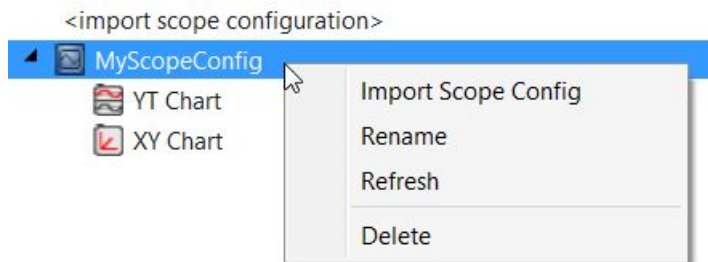 <import scope configuration>
MyScopeConfig
YT Chart
XY Chart
Import Scope Config
Rename
Refresh
Delete